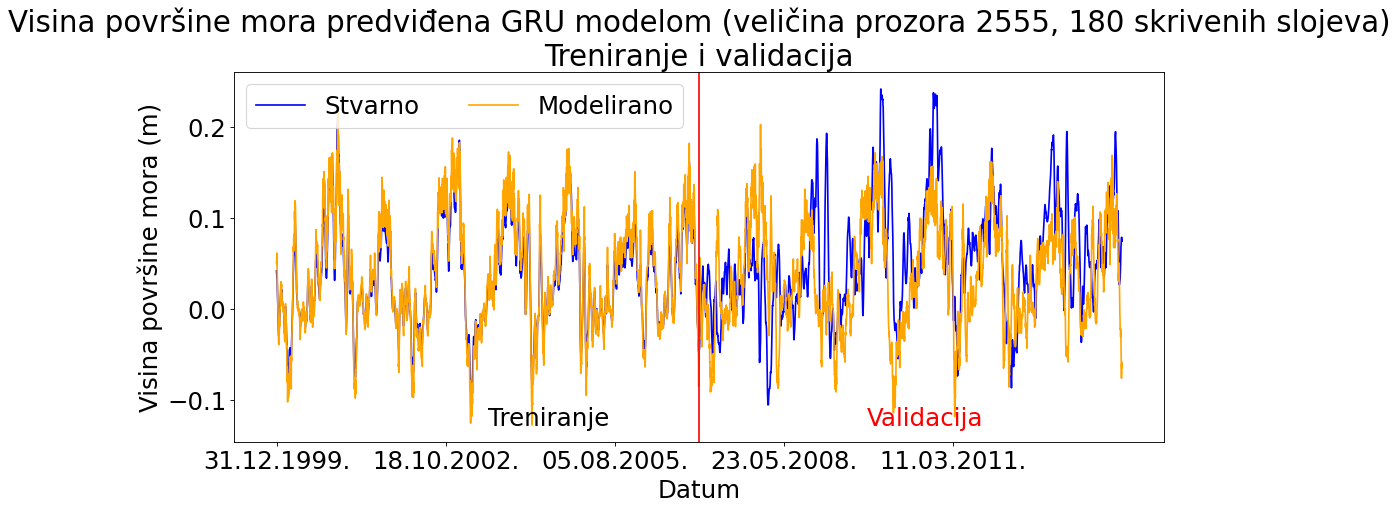 Visina površine mora predviđena GRU modelom (veličina prozora 2555, 180 skrivenih slojeva)
Treniranje i validacija
Stvarno
Modelirano
Visina površine mora (m)
0.2
0.1
0.0
−0.1
Treniranje
Validacija
31.12.1999.
18.10.2002.
05.08.2005.
23.05.2008.
11.03.2011.
Datum